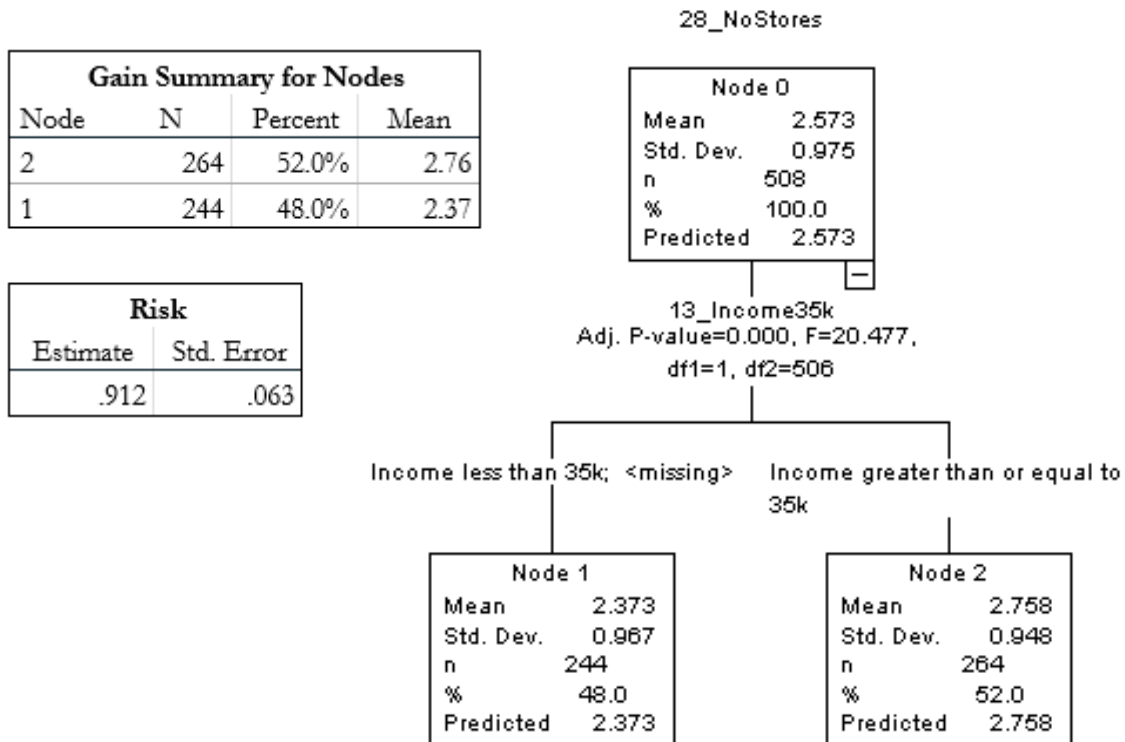 28_NoStores
Gain Summary for Nodes
Node N Percent Mean
2 264 52.0% 2.76
1 244 48.0% 2.37
Risk
Estimate Std. Error
.912 .063
Node 0
Mean 2.573
Std. Dev. 0.975
n 508
% 100.0
Predicted 2.573
13_Income35k
Adj. P-value=0.000, F=20.477,
df1=1, df2=506
Income less than 35k; <missing>
Income greater than or equal to
35k
Node 1
Mean 2.373
Std. Dev. 0.967
n 244
% 48.0
Predicted 2.373
Node 2
Mean 2.758
Std. Dev. 0.948
n 264
% 52.0
Predicted 2.758